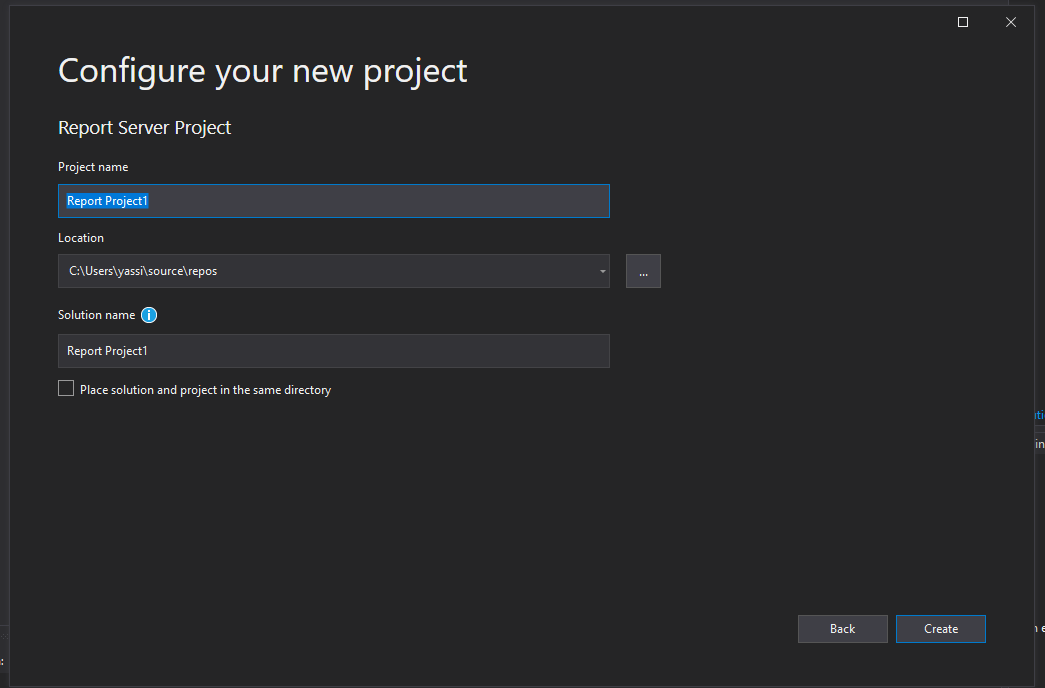 Configure your new project
Report Server Project
Project name
Report Project1
Location
C:\Users\yassi\source\repos
...
Solution name
Report Project1
Place solution and project in the same directory
Back
Create